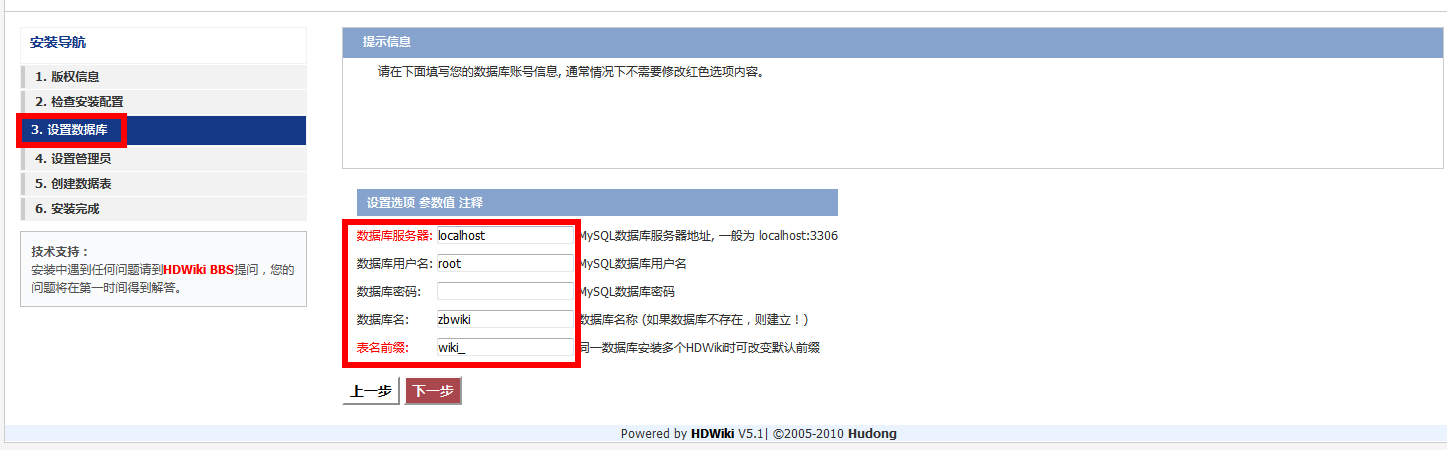 安装导航
1. 版权信息
2. 检查安装配置
3. 设置数据库
4. 设置管理员
5. 创建数据表
6. 安装完成
技术支持：
安装中遇到任何问题请到HDWiki BBS提问，您的
问题将在第一时间得到解答。
提示信息
请在下面填写您的数据库账号信息, 通常情况下不需要修改红色选项内容。
设置选项 参数值 注释
数据库服务器: localhost MySQL数据库服务器地址, 一般为 localhost:3306
数据库用户名: root MySQL数据库用户名
数据库密码: MySQL数据库密码
数据库名: zbwiki 数据库名称 (如果数据库不存在，则建立！)
表名前缀: wiki_ 同一数据库安装多个HDWiki时可改变默认前缀
上一步 下一步
Powered by HDWiki V5.1| ©2005-2010 Hudong